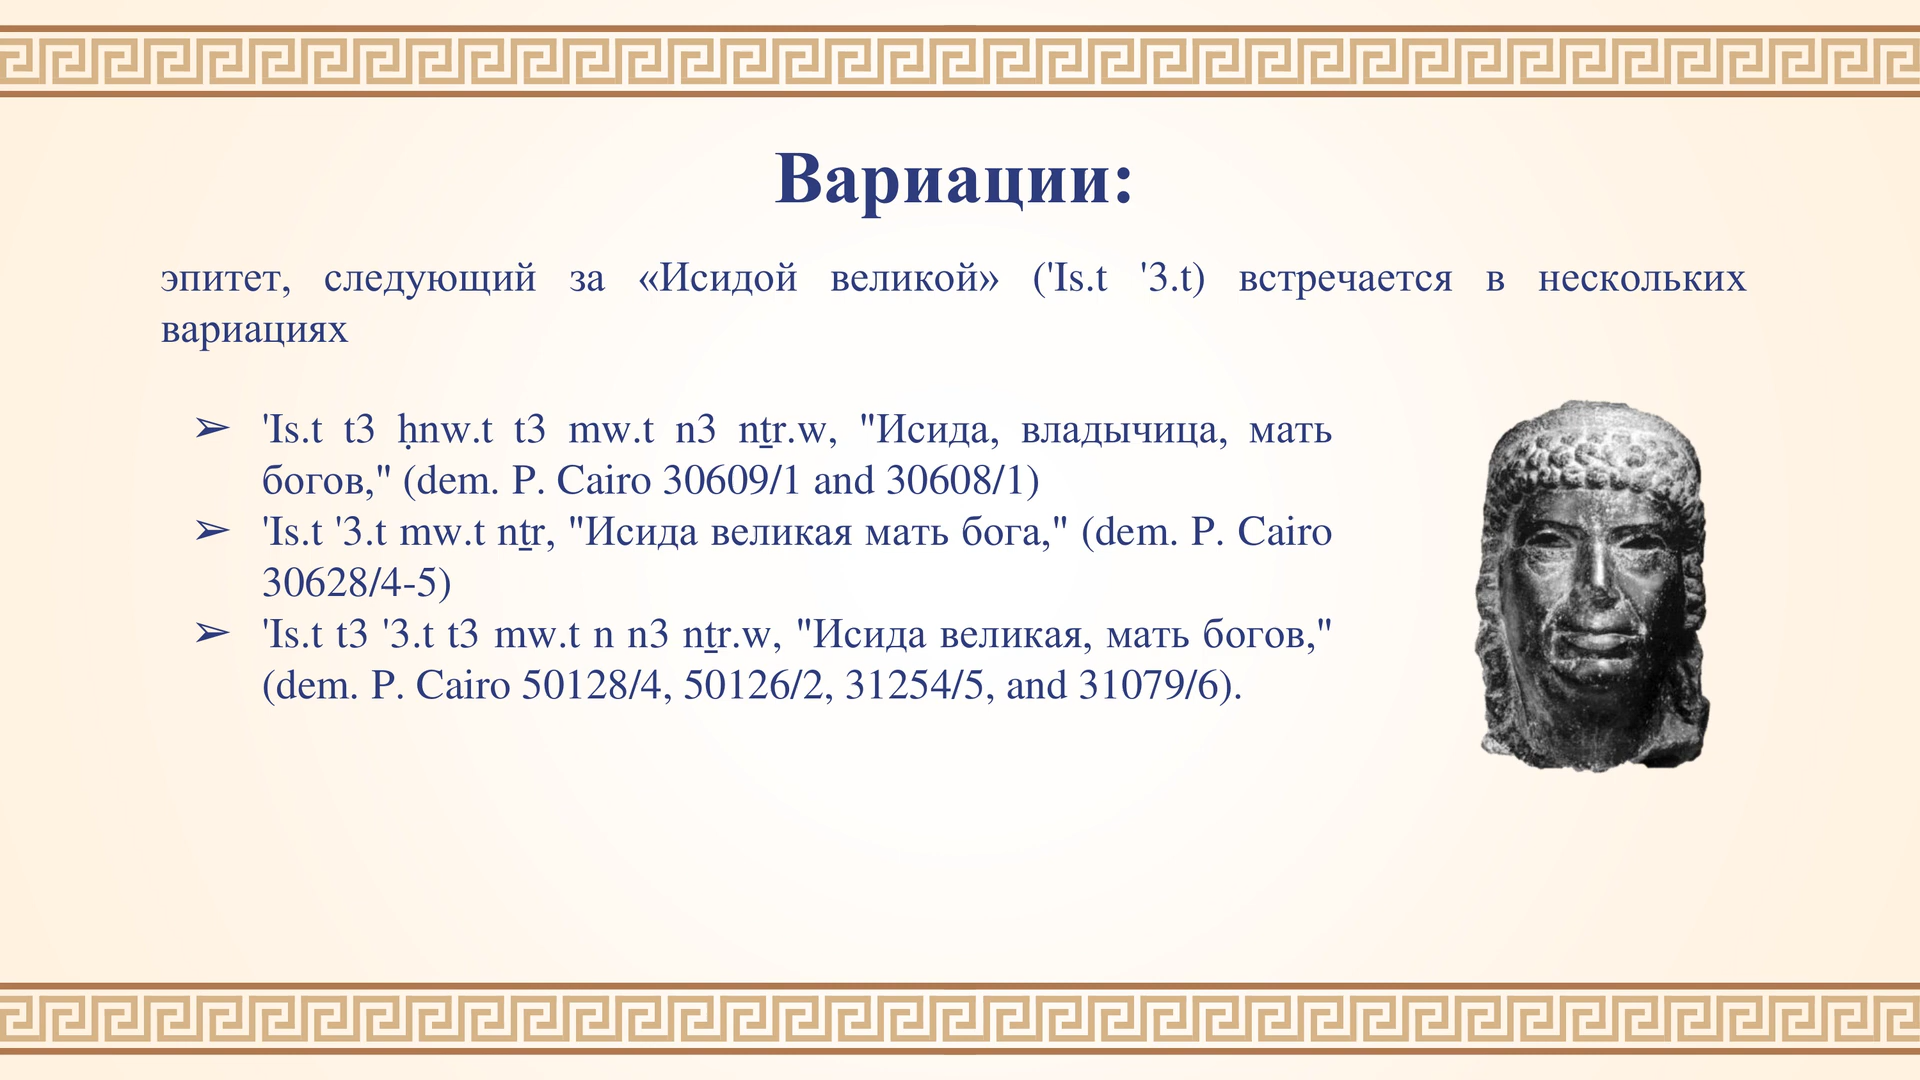 Вариации:
эпитет, следующий за «Исидой великой» ('Is.t '3.t) встречается в нескольких
вариациях
➢ 'Is.t t3 ḥnw.t t3 mw.t n3 nṯr.w, "Исида, владычица, мать
богов," (dem. P. Cairo 30609/1 and 30608/1)
➢ 'Is.t '3.t mw.t nṯr, "Исида великая мать бога," (dem. P. Cairo
30628/4-5)
➢ 'Is.t t3 '3.t t3 mw.t n n3 nṯr.w, "Исида великая, мать богов,"
(dem. P. Cairo 50128/4, 50126/2, 31254/5, and 31079/6).